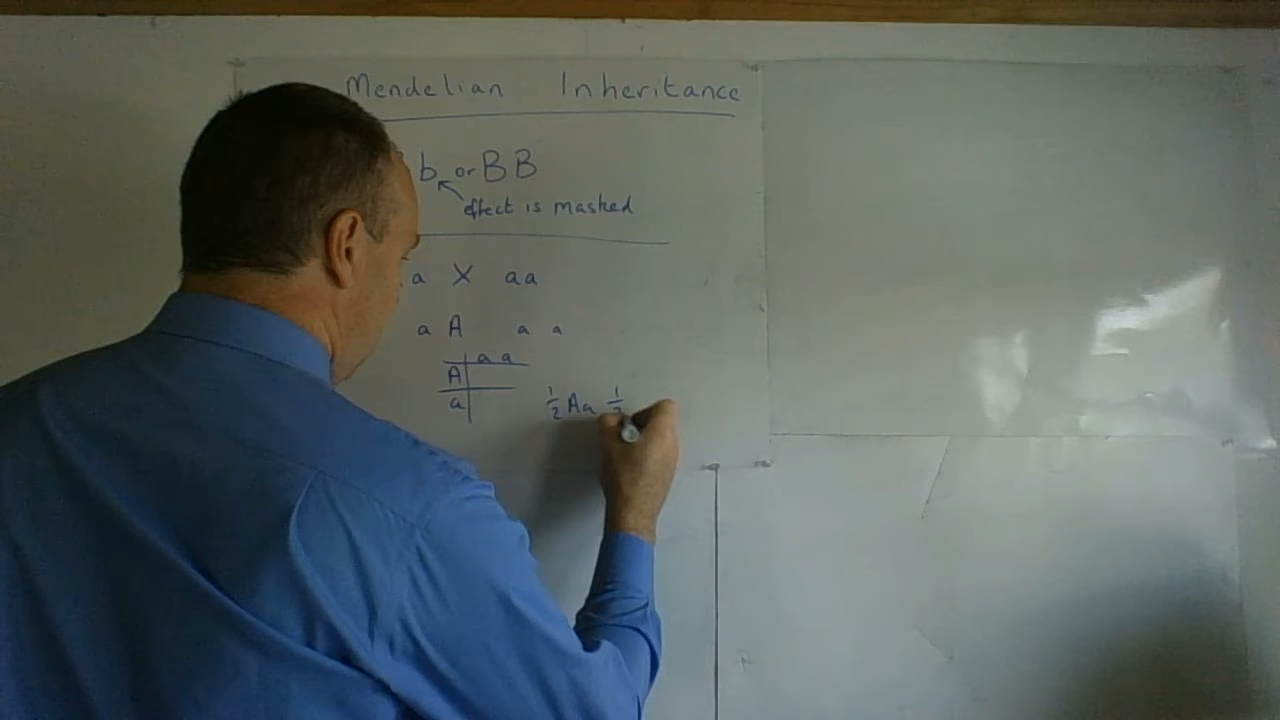 Mendelian Inheritance
b or BB
effect is masked
a X aa
a A a a
a a
A
a
1/2 Aa 1/2